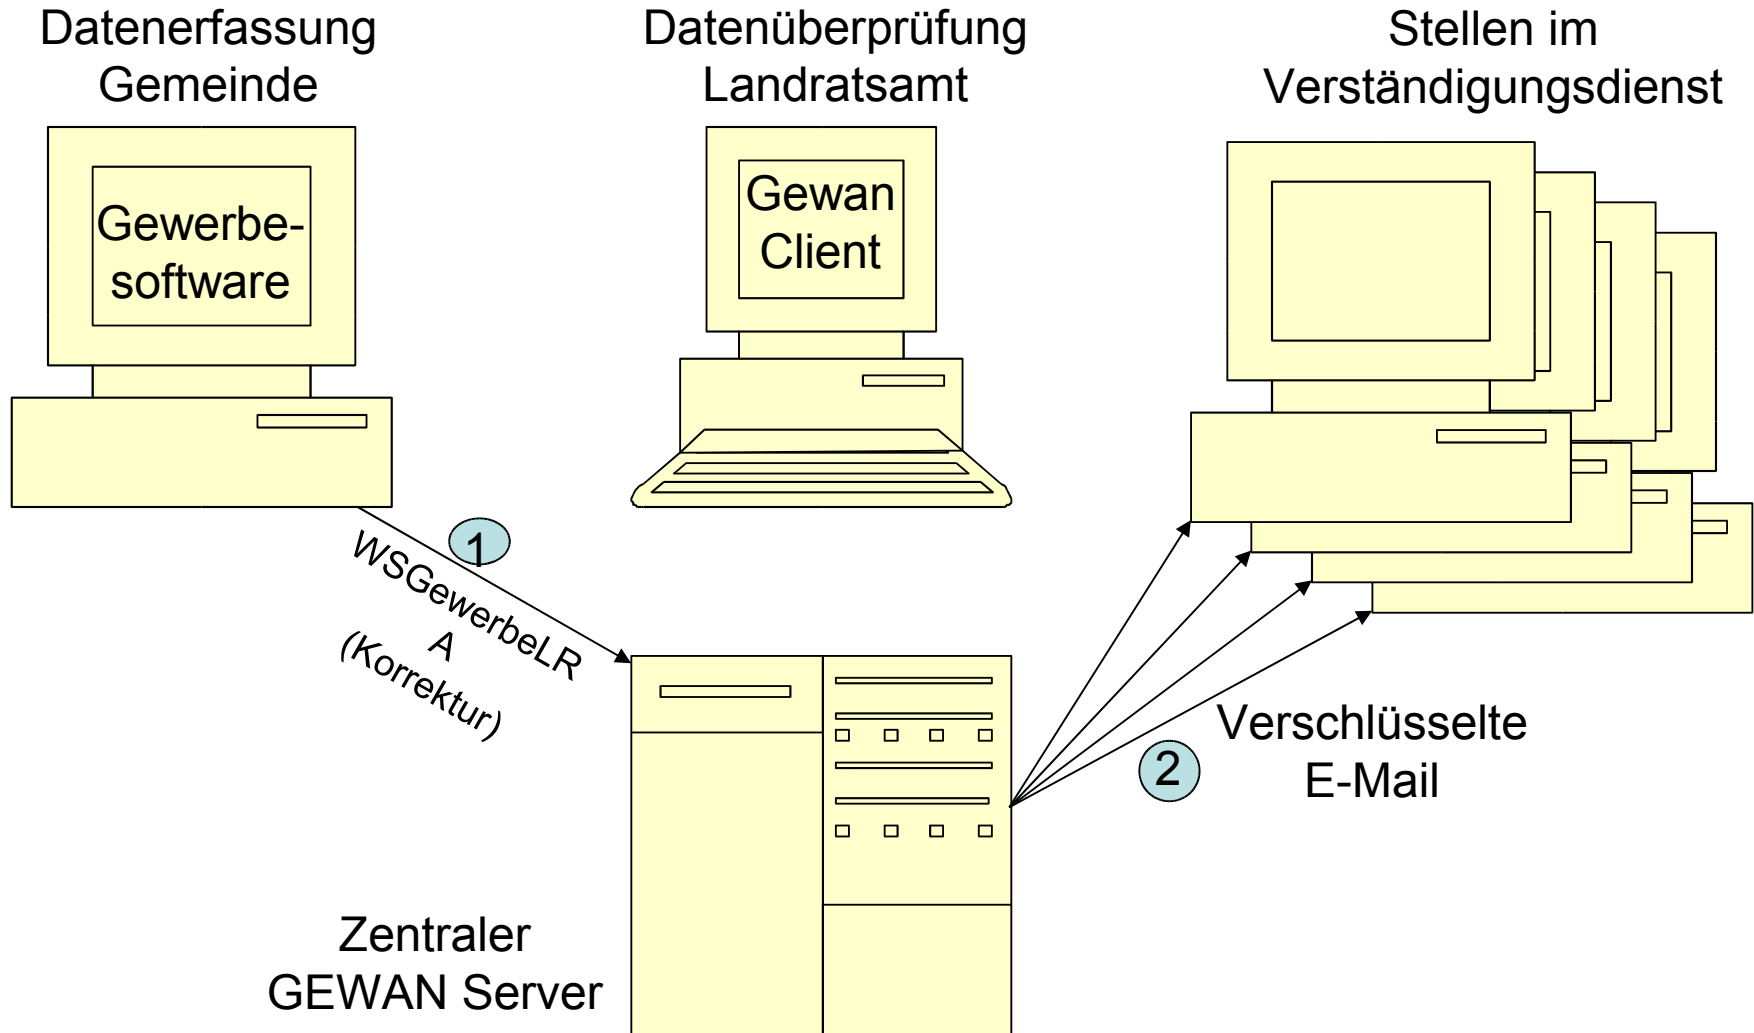 Datenerfassung
Gemeinde
Datenüberprüfung
Landratsamt
Stellen im
Verständigungsdienst
Gewerbe-
software
Gewan
Client
1
WSGewerbeLR
A
(Korrektur)
2
Verschlüsselte
E-Mail
Zentraler
GEWAN Server